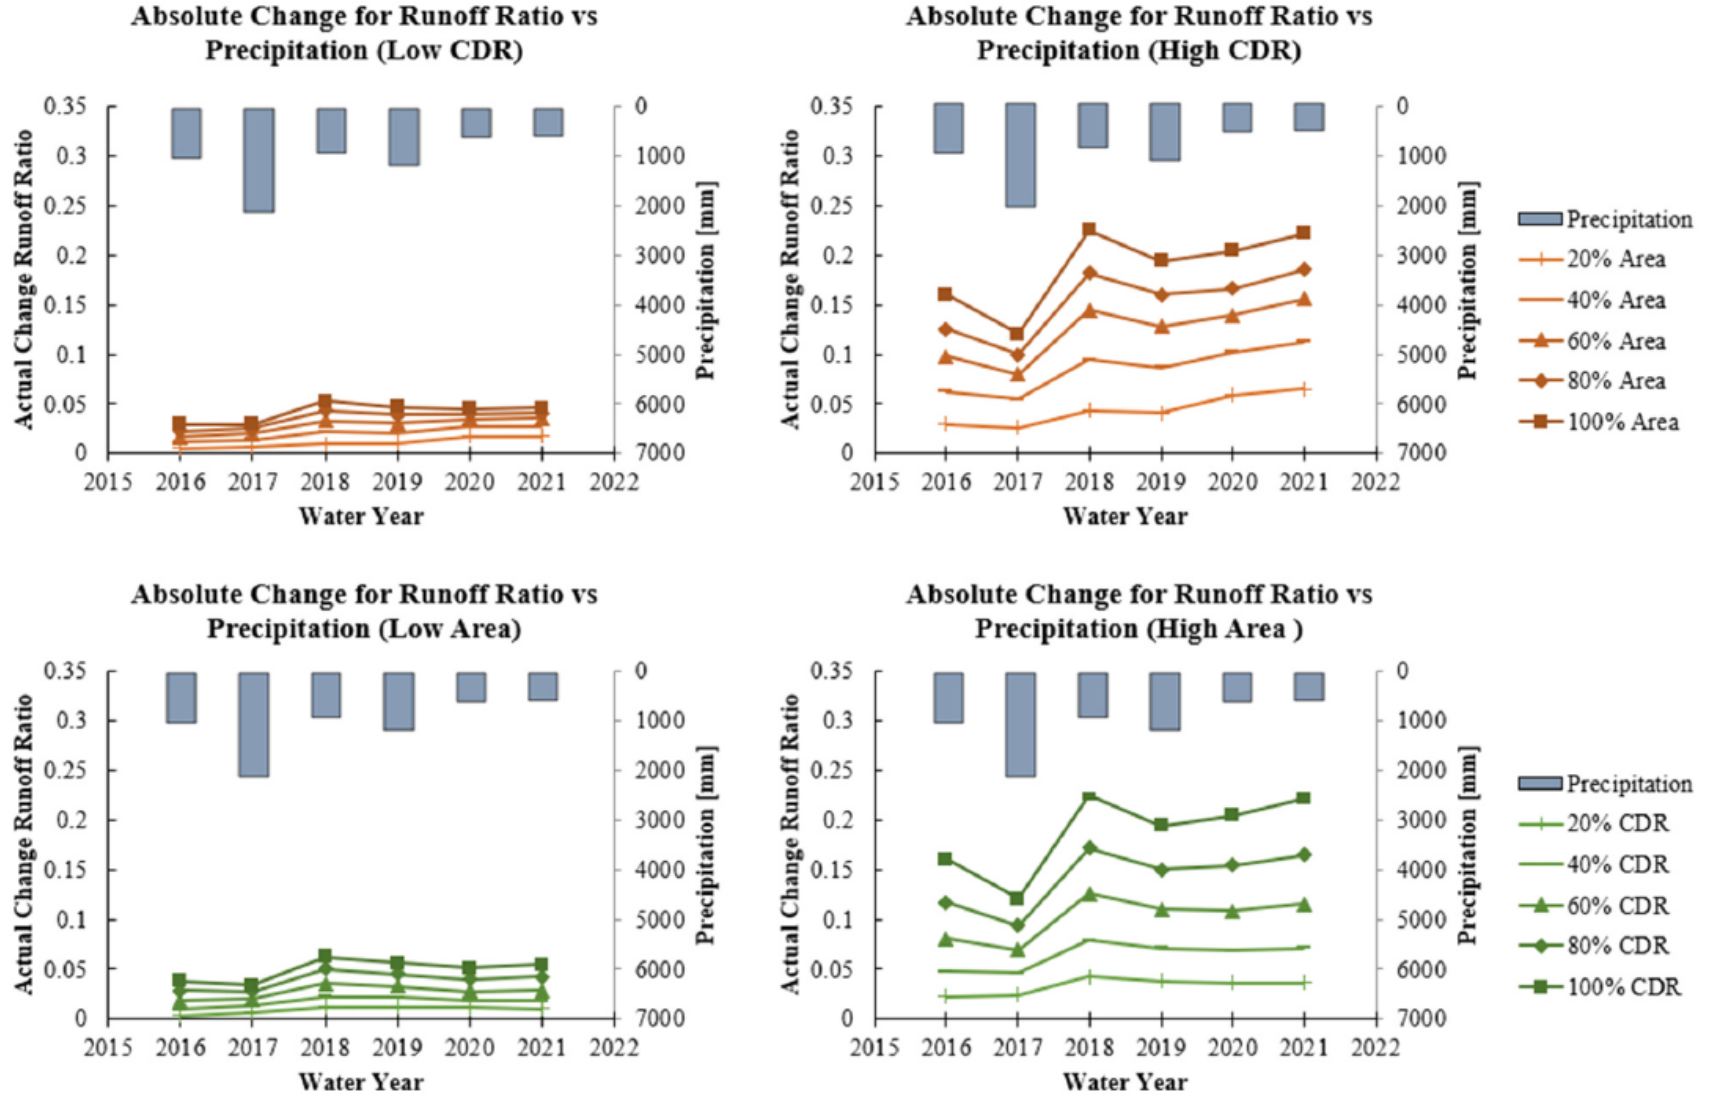 Absolute Change for Runoff Ratio vs
Precipitation (Low CDR)
0.35
0.3
0.25
0.2
0.15
0.1
0.05
0
Actual Change Runoff Ratio
0
1000
2000
3000
4000
5000
6000
7000
Precipitation [mm]
2015 2016 2017 2018 2019 2020 2021 2022
Water Year
Absolute Change for Runoff Ratio vs
Precipitation (High CDR)
0.35
0.3
0.25
0.2
0.15
0.1
0.05
0
Actual Change Runoff Ratio
0
1000
2000
3000
4000
5000
6000
7000
Precipitation [mm]
2015 2016 2017 2018 2019 2020 2021 2022
Water Year
Precipitation
20% Area
40% Area
60% Area
80% Area
100% Area
Absolute Change for Runoff Ratio vs
Precipitation (Low Area)
0.35
0.3
0.25
0.2
0.15
0.1
0.05
0
Actual Change Runoff Ratio
0
1000
2000
3000
4000
5000
6000
7000
Precipitation [mm]
2015 2016 2017 2018 2019 2020 2021 2022
Water Year
Absolute Change for Runoff Ratio vs
Precipitation (High Area )
0.35
0.3
0.25
0.2
0.15
0.1
0.05
0
Actual Change Runoff Ratio
0
1000
2000
3000
4000
5000
6000
7000
Precipitation [mm]
2015 2016 2017 2018 2019 2020 2021 2022
Water Year
Precipitation
20% CDR
40% CDR
60% CDR
80% CDR
100% CDR